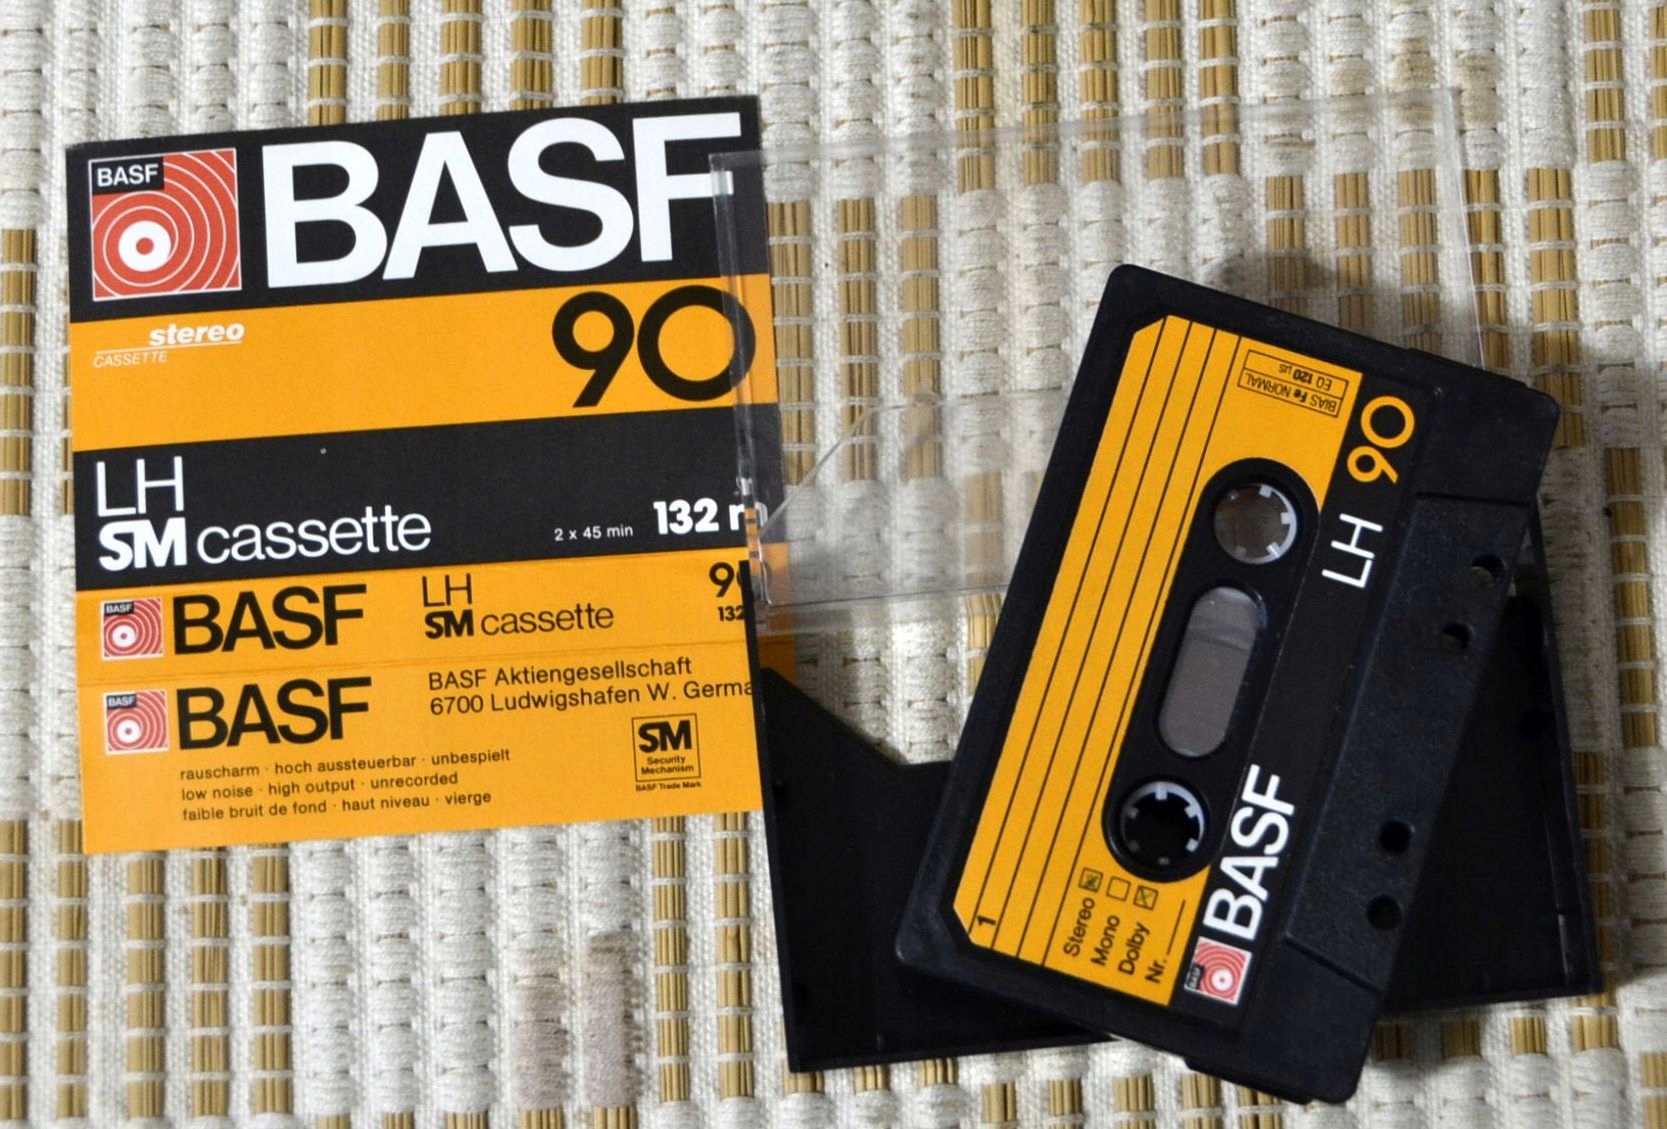 BASF
BASF
stereo
CASSETTE
90
LH
SM cassette
2 x 45 min
132
BASF
BASF
LH
SM cassette
132
BASF Aktiengesellschaft
6700 Ludwigshafen W.
BASF
BASF
rauscharm · hoch aussteuerbar · unbespielt
low noise · high output · unrecorded
faible bruit de fond · haut niveau · vierge
SM
Security
Mechanism
BASF Trade Mark
1
Stereo
Mono
Dolby
Nr.
BIAS Fe NORMAL
EQ 120 µs
BASF
BASF
LH 90